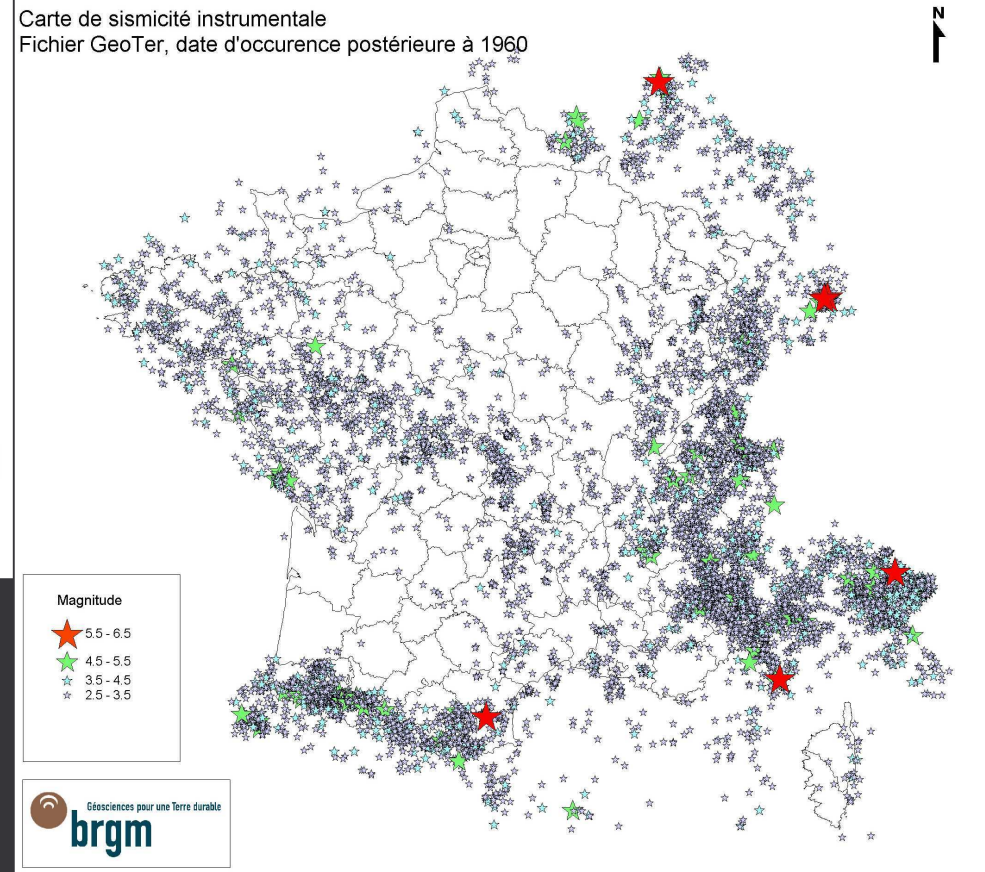 Carte de sismicité instrumentale
Fichier GeoTer, date d'occurence postérieure à 1960
N
Magnitude
5.5 - 6.5
4.5 - 5.5
3.5 - 4.5
2.5 - 3.5
Géosciences pour une Terre durable
brgm